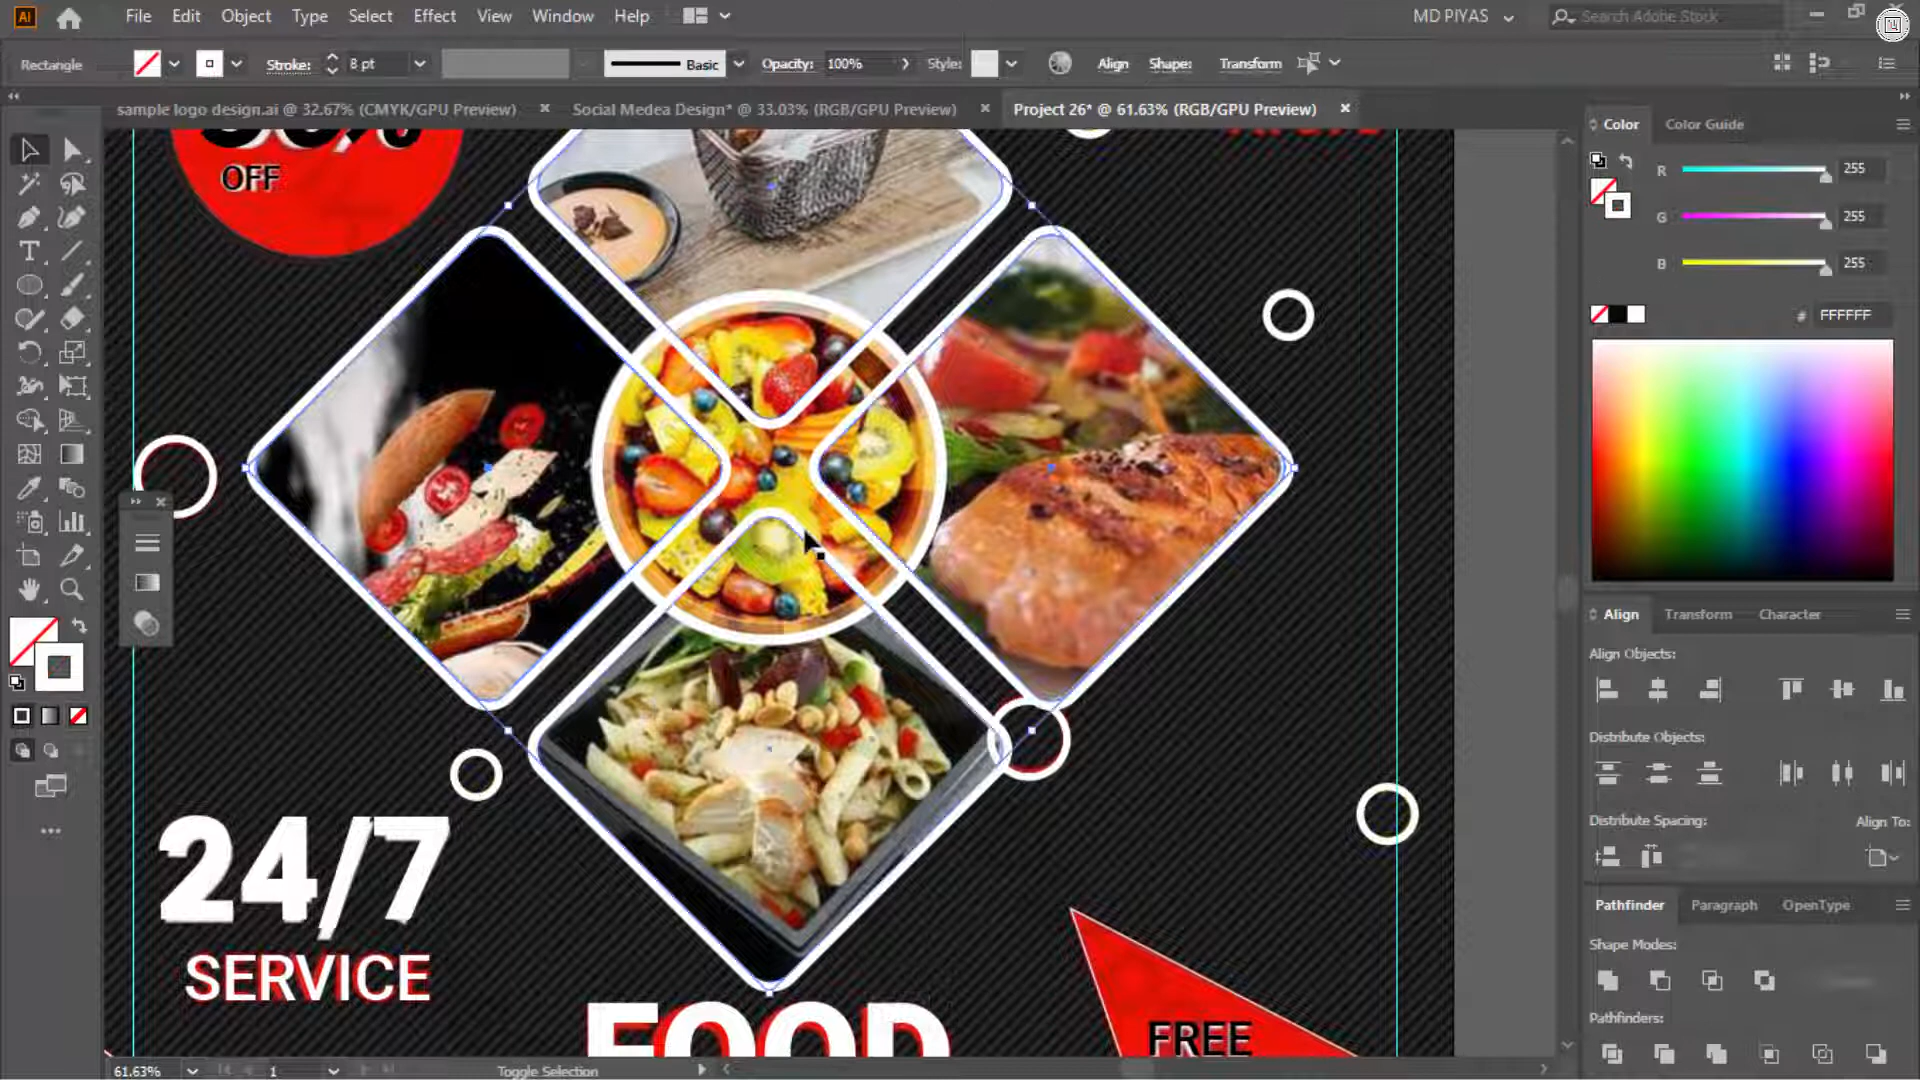 Ai File Edit Object Type Select Effect View Window Help MD PIYAS Search Adobe Stock
Rectangle Stroke: 8 pt Basic Opacity: 100% Style: Align Shape: Transform
sample logo design.ai @ 32.67% (CMYK/GPU Preview) × Social Medea Design* @ 33.03% (RGB/GPU Preview) × Project 26* @ 61.63% (RGB/GPU Preview) ×
Color Color Guide
R 255
G 255
B 255
# FFFFFF
OFF
24/7
SERVICE
FOOD
FREE
Align Transform Character
Align Objects:
Distribute Objects:
Distribute Spacing: Align To:
Pathfinder Paragraph OpenType
Shape Modes:
Pathfinders:
61.63% 1 Toggle Selection